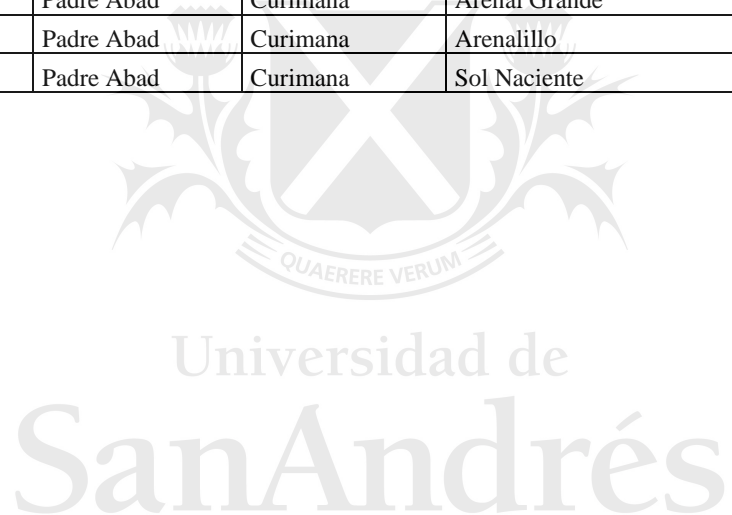 Padre Abad Curimana Arenal Grande
Padre Abad Curimana Arenalillo
Padre Abad Curimana Sol Naciente
QUAERERE VERUM
Universidad de
SanAndrés